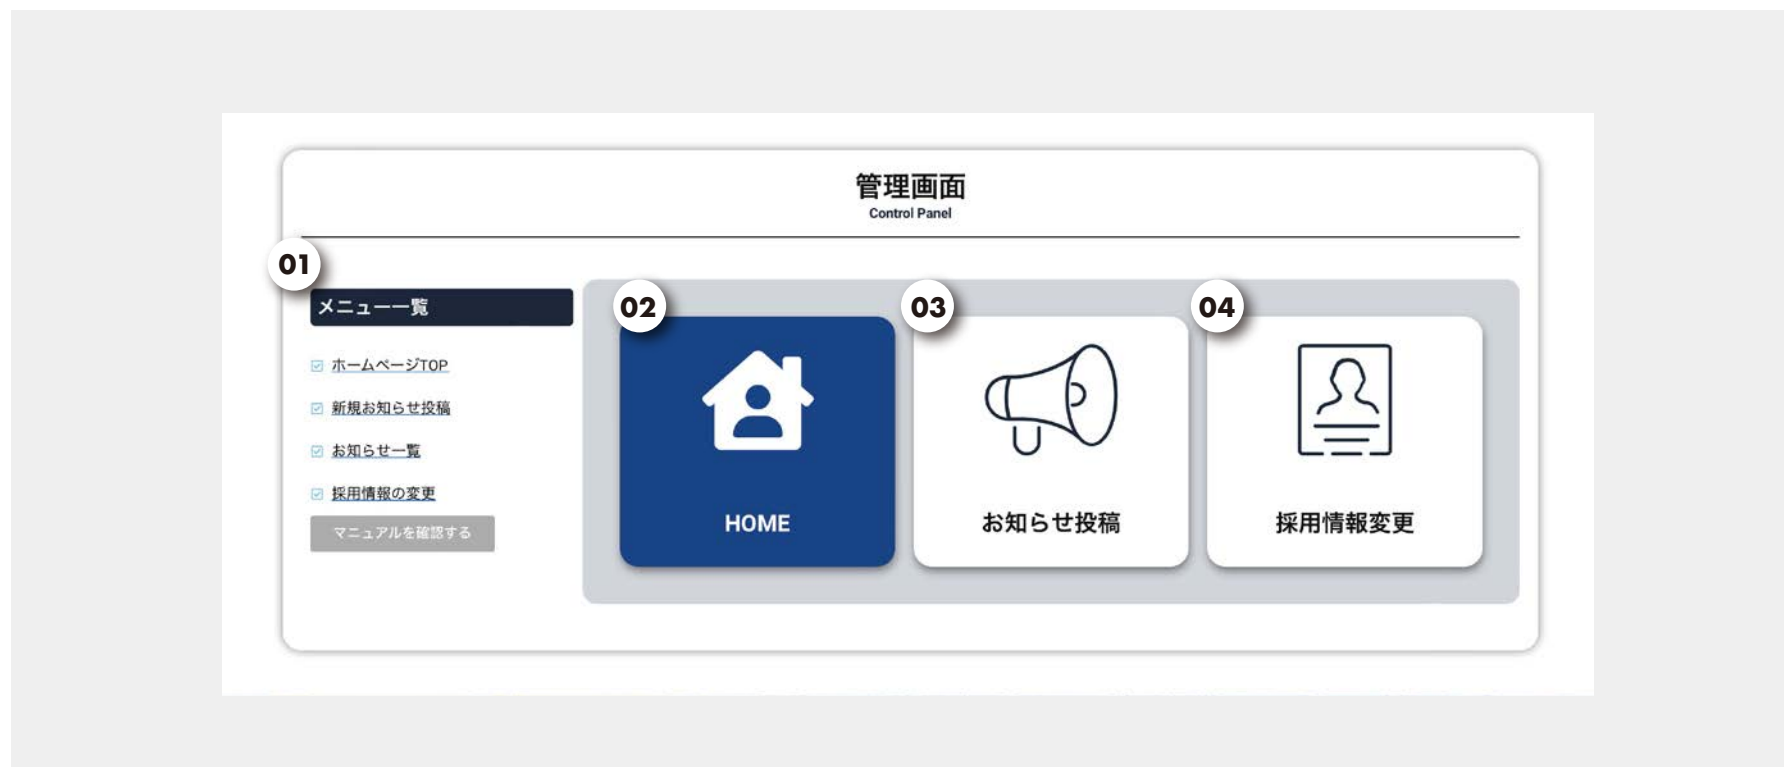 管理画面
Control Panel
01
メニュー一覧
ホームページTOP
新規お知らせ投稿
お知らせ一覧
採用情報の変更
マニュアルを確認する
02
HOME
03
お知らせ投稿
04
採用情報変更